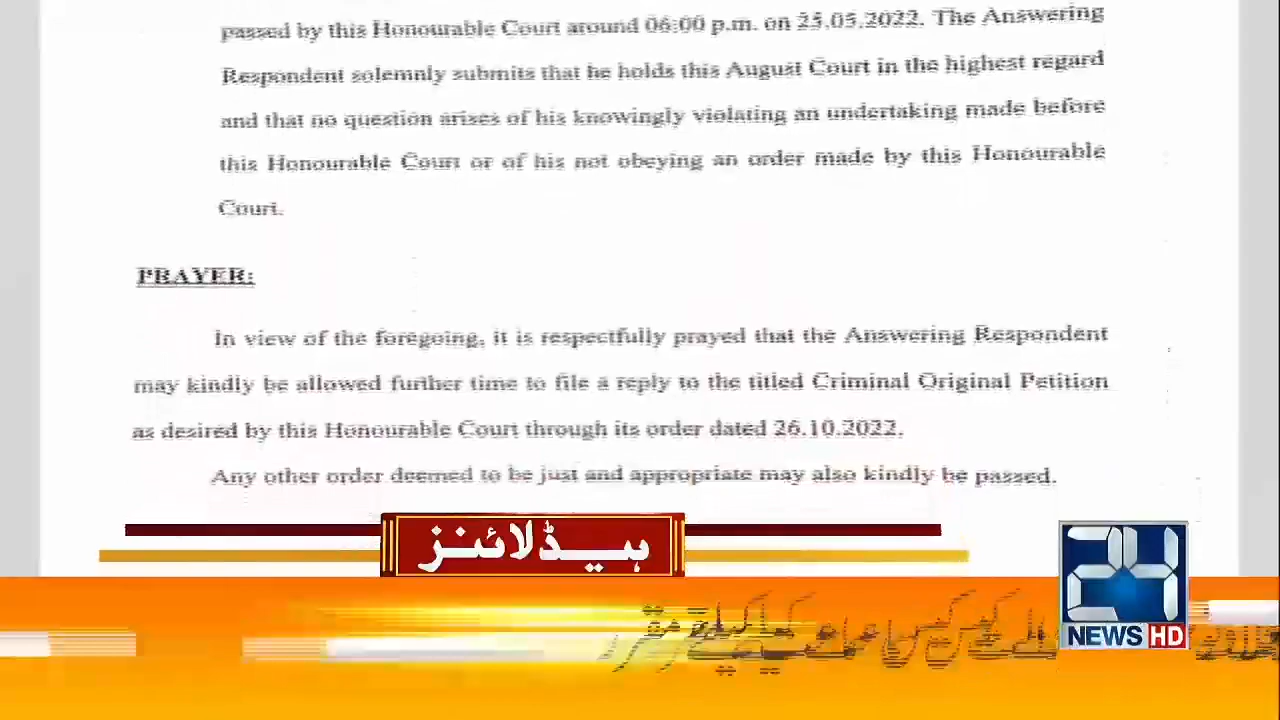 passed by this Honourable Court around 06:00 p.m. on 25.05.2022. The Answering
Respondent solemnly submits that he holds this August Court in the highest regard
and that no question arises of his knowingly violating an undertaking made before
this Honourable Court or of his not obeying an order made by this Honourable
Court.
PRAYER:
In view of the foregoing, it is respectfully prayed that the Answering Respondent
may kindly be allowed further time to file a reply to the titled Criminal Original Petition
as desired by this Honourable Court through its order dated 26.10.2022.
Any other order deemed to be just and appropriate may also kindly be passed.
ہیڈلائنز
24
NEWS HD